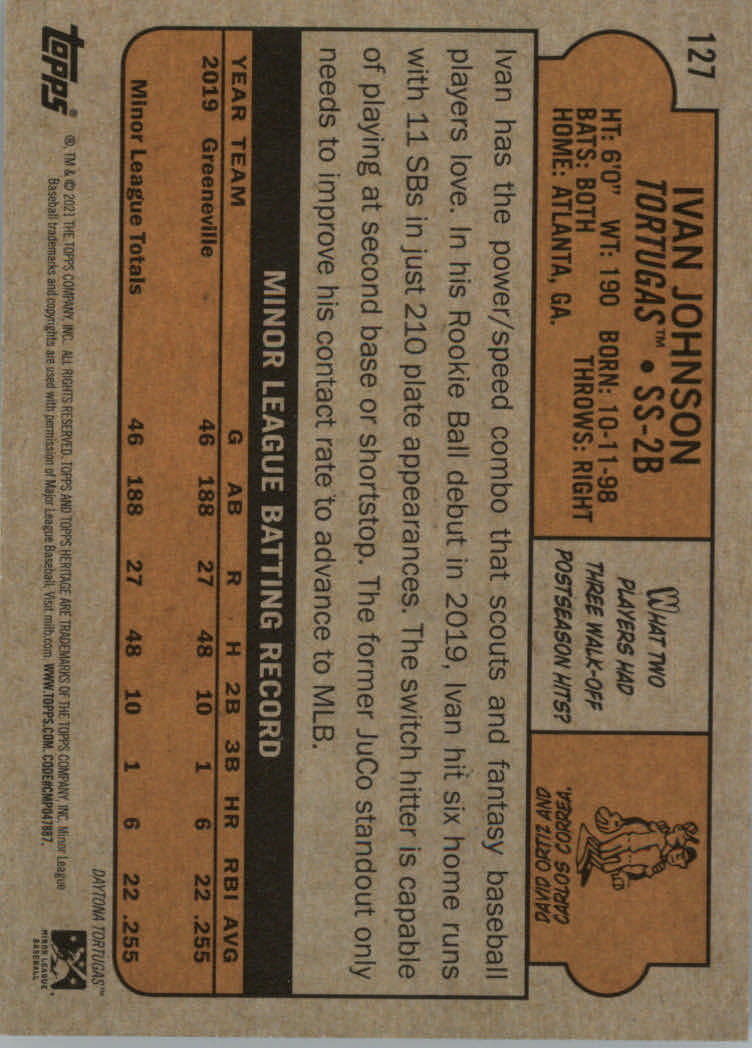 127
IVAN JOHNSON
TORTUGAS™ • SS-2B
HT: 6'0" WT: 190 BORN: 10-11-98
BATS: BOTH THROWS: RIGHT
HOME: ATLANTA, GA.
WHAT TWO
PLAYERS HAD
THREE WALK-OFF
POSTSEASON HITS?
DAVID ORTIZ AND
CARLOS CORREA.
Ivan has the power/speed combo that scouts and fantasy baseball
players love. In his Rookie Ball debut in 2019, Ivan hit six home runs
with 11 SBs in just 210 plate appearances. The switch hitter is capable
of playing at second base or shortstop. The former JuCo standout only
needs to improve his contact rate to advance to MLB.
MINOR LEAGUE BATTING RECORD
YEAR TEAM G AB R H 2B 3B HR RBI AVG
2019 Greeneville 46 188 27 48 10 1 6 22 .255
Minor League Totals 46 188 27 48 10 1 6 22 .255
DAYTONA TORTUGAS™
topps®
®, TM & © 2021 THE TOPPS COMPANY, INC. ALL RIGHTS RESERVED. TOPPS AND TOPPS HERITAGE ARE TRADEMARKS OF THE TOPPS COMPANY, INC. Minor League
Baseball trademarks and copyrights are used with permission of Major League Baseball. Visit milb.com. WWW.TOPPS.COM. CODE#CMP047887.
MINOR LEAGUE
BASEBALL